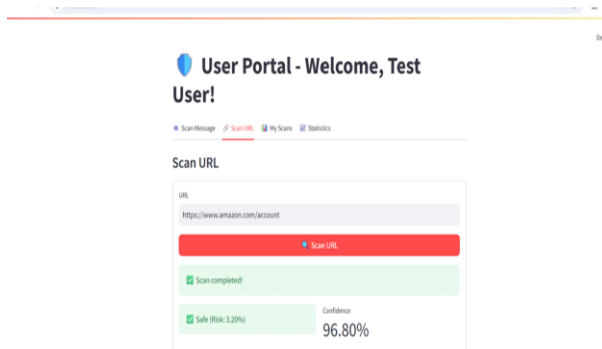 User Portal - Welcome, Test
User!
Scan Message Scan URL My Scans Statistics
Scan URL
URL
https://www.amazon.com/account
Scan URL
Scan completed!
Safe (Risk: 3.20%)
Confidence
96.80%